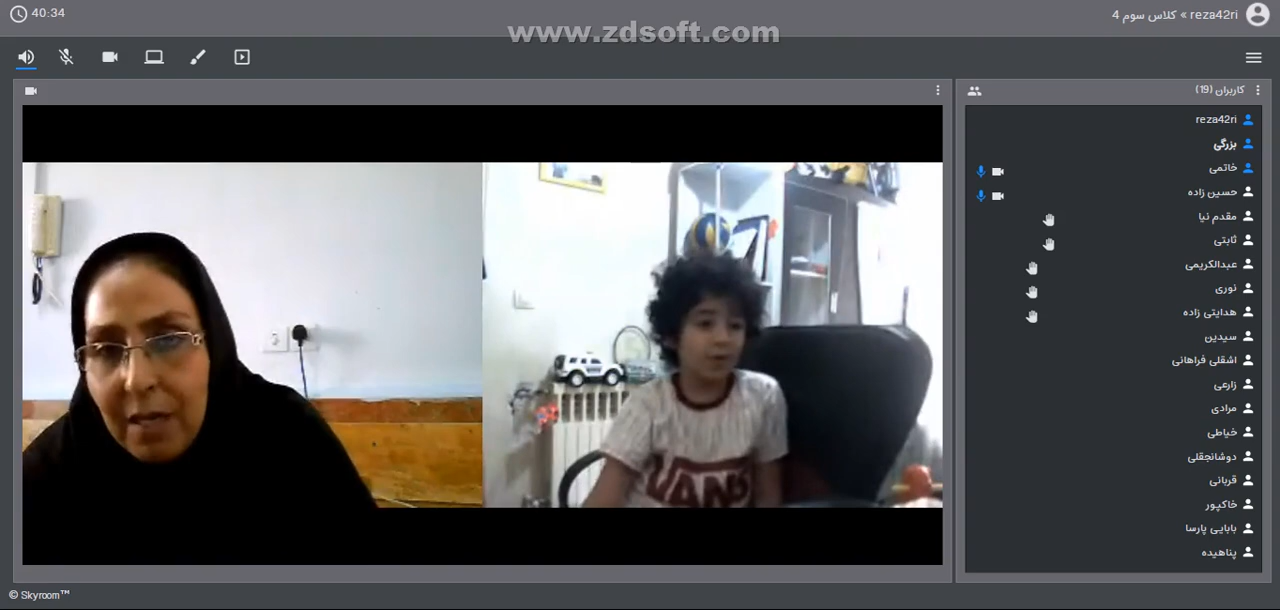 40:34
www.zdsoft.com
reza42ri » کلاس سوم 4
کاربران (19)
reza42ri
بزرگی
خاتمی
حسین زاده
مقدم نیا
ثابتی
عبدالکریمی
نوری
هدایتی زاده
سیدین
اشقلی فراهانی
زارعی
مرادی
خیاطی
دوشانجقلی
قربانی
خاکپور
بابایی پارسا
پناهیده
VANS
© Skyroom™